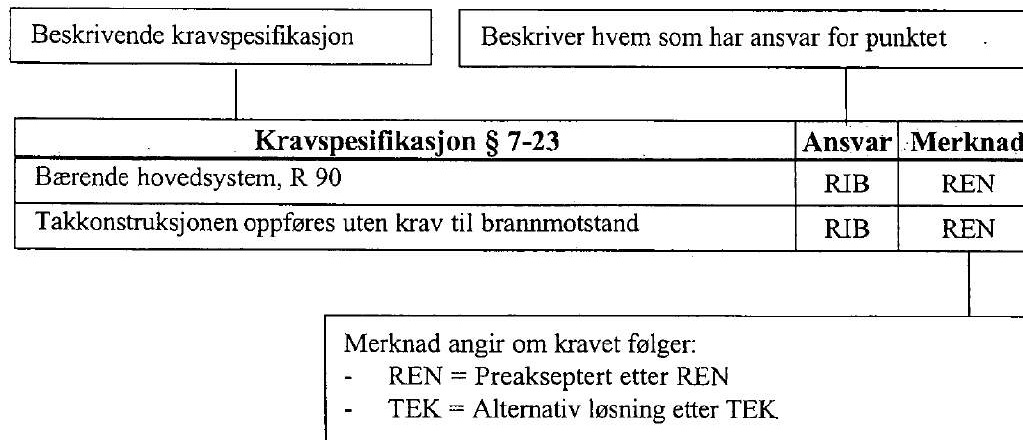 Beskrivende kravspesifikasjon
Beskriver hvem som har ansvar for punktet
Kravspesifikasjon § 7-23 Ansvar Merknad
Bærende hovedsystem, R 90 RIB REN
Takkonstruksjonen oppføres uten krav til brannmotstand RIB REN
Merknad angir om kravet følger:
- REN = Preakseptert etter REN
- TEK = Alternativ løsning etter TEK